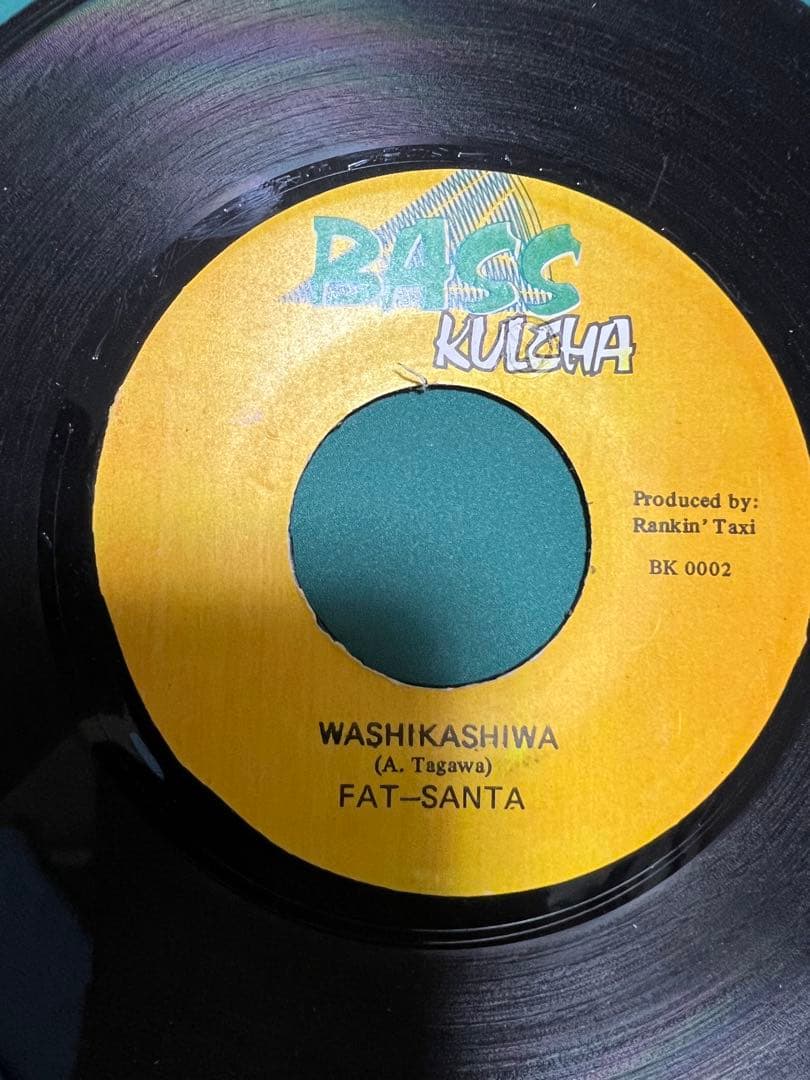 BASS
KULCHA
Produced by:
Rankin' Taxi
BK 0002
WASHIKASHIWA
(A. Tagawa)
FAT—SANTA